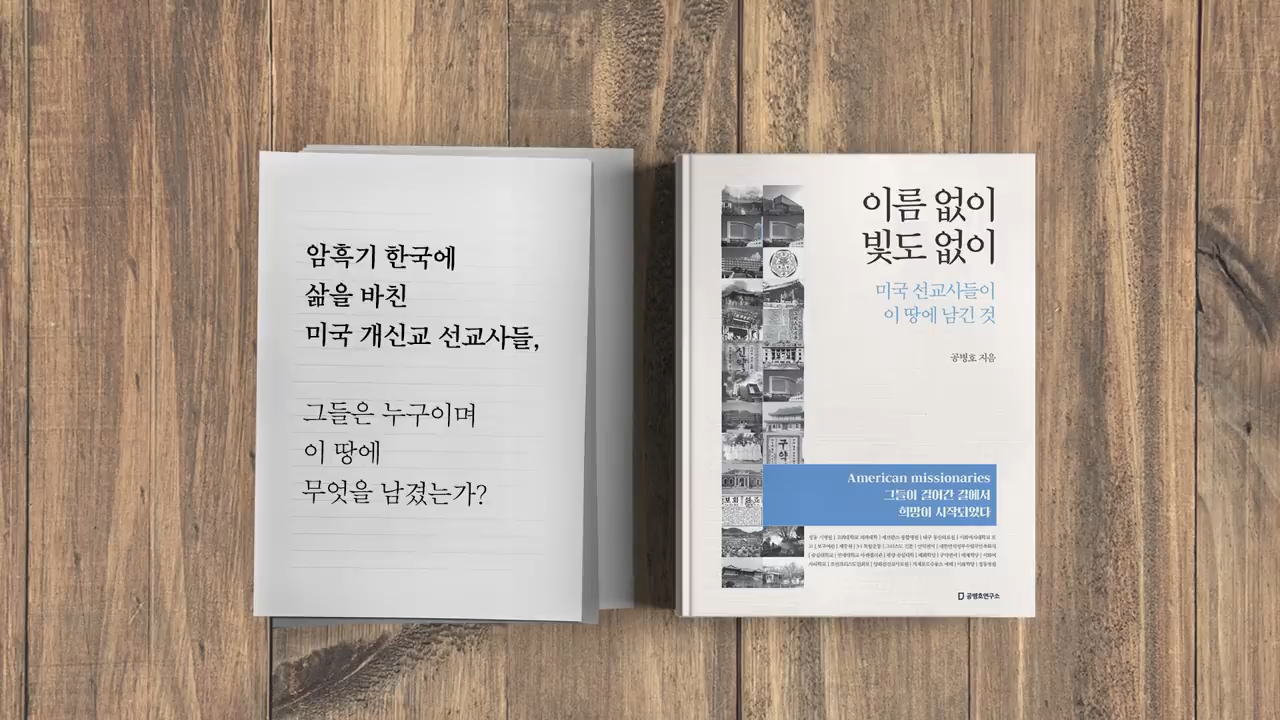 암흑기 한국에
삶을 바친
미국 개신교 선교사들,
그들은 누구이며
이 땅에
무엇을 남겼는가?
이름 없이
빛도 없이
미국 선교사들이
이 땅에 남긴 것
공병호 지음
신약
구약
American missionaries
그들이 걸어간 길에서
희망이 시작되었다
공병호연구소